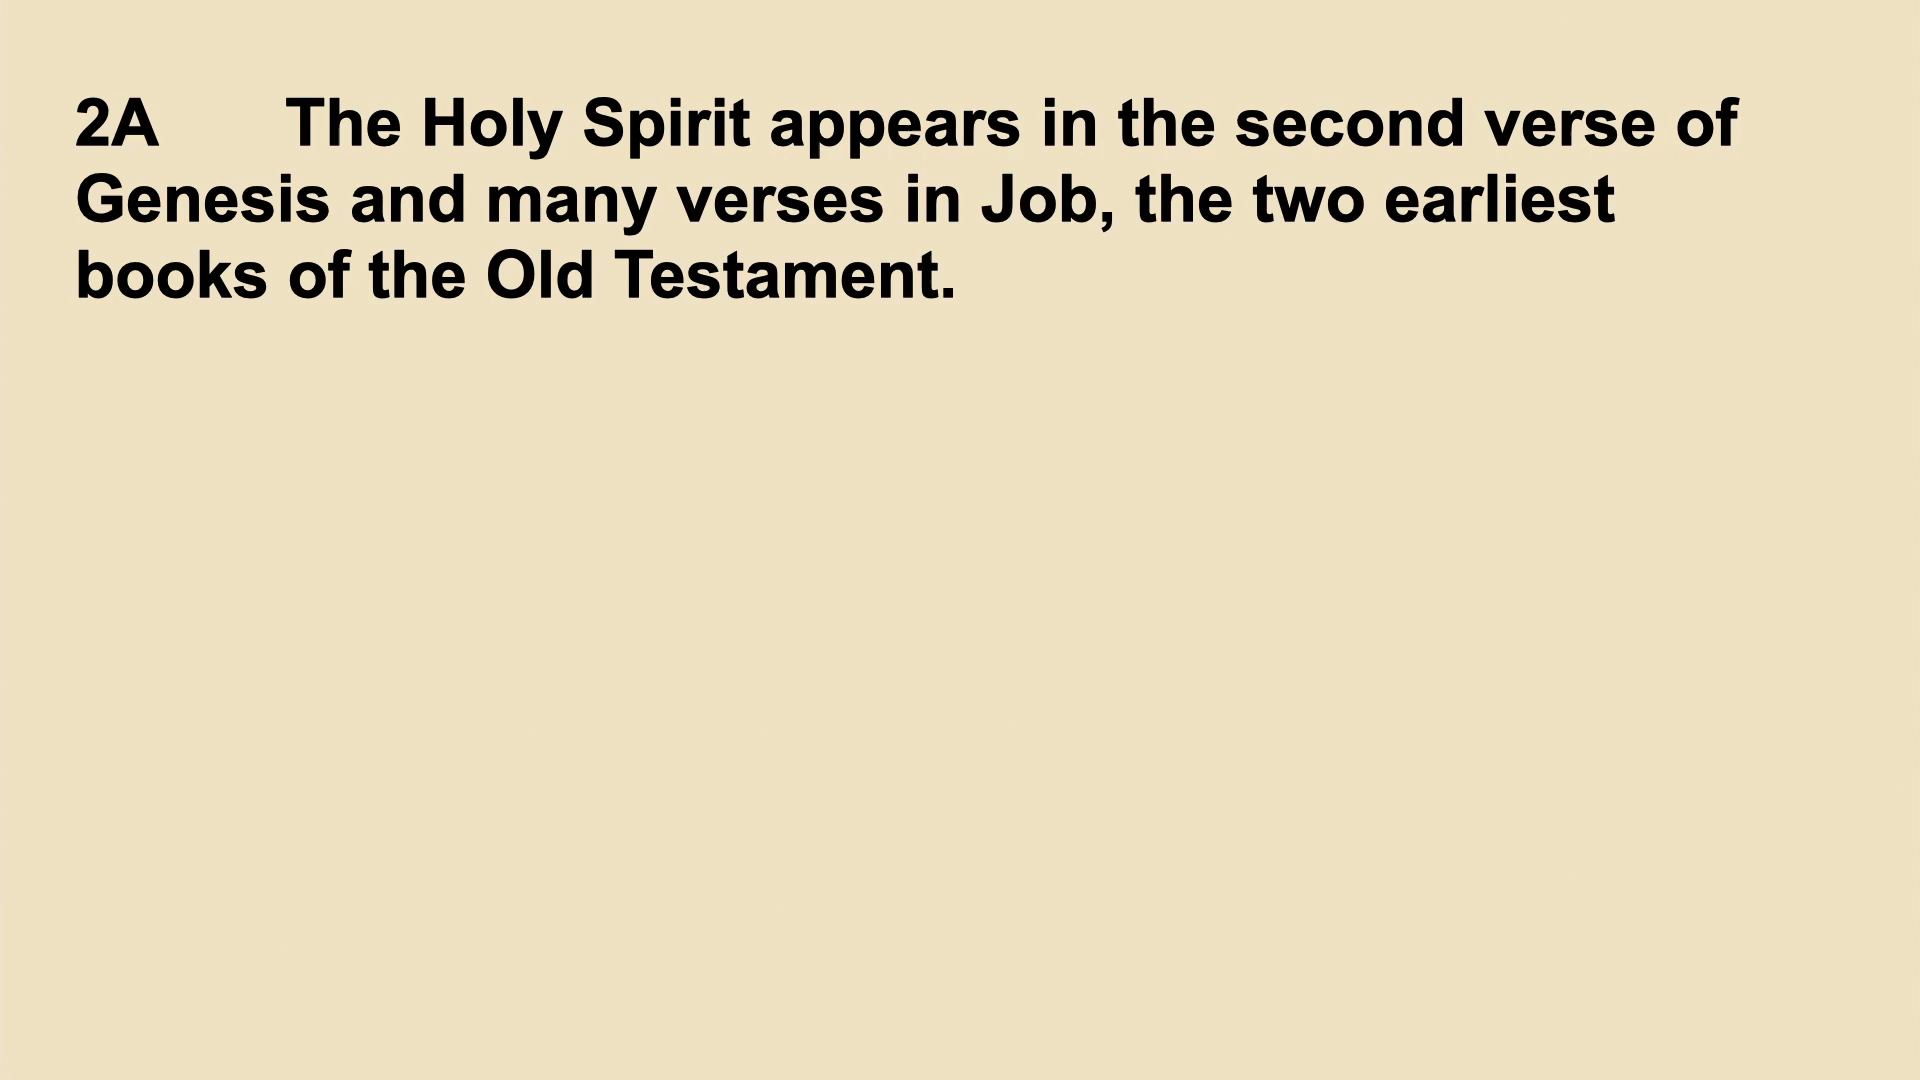 2A The Holy Spirit appears in the second verse of
Genesis and many verses in Job, the two earliest
books of the Old Testament.